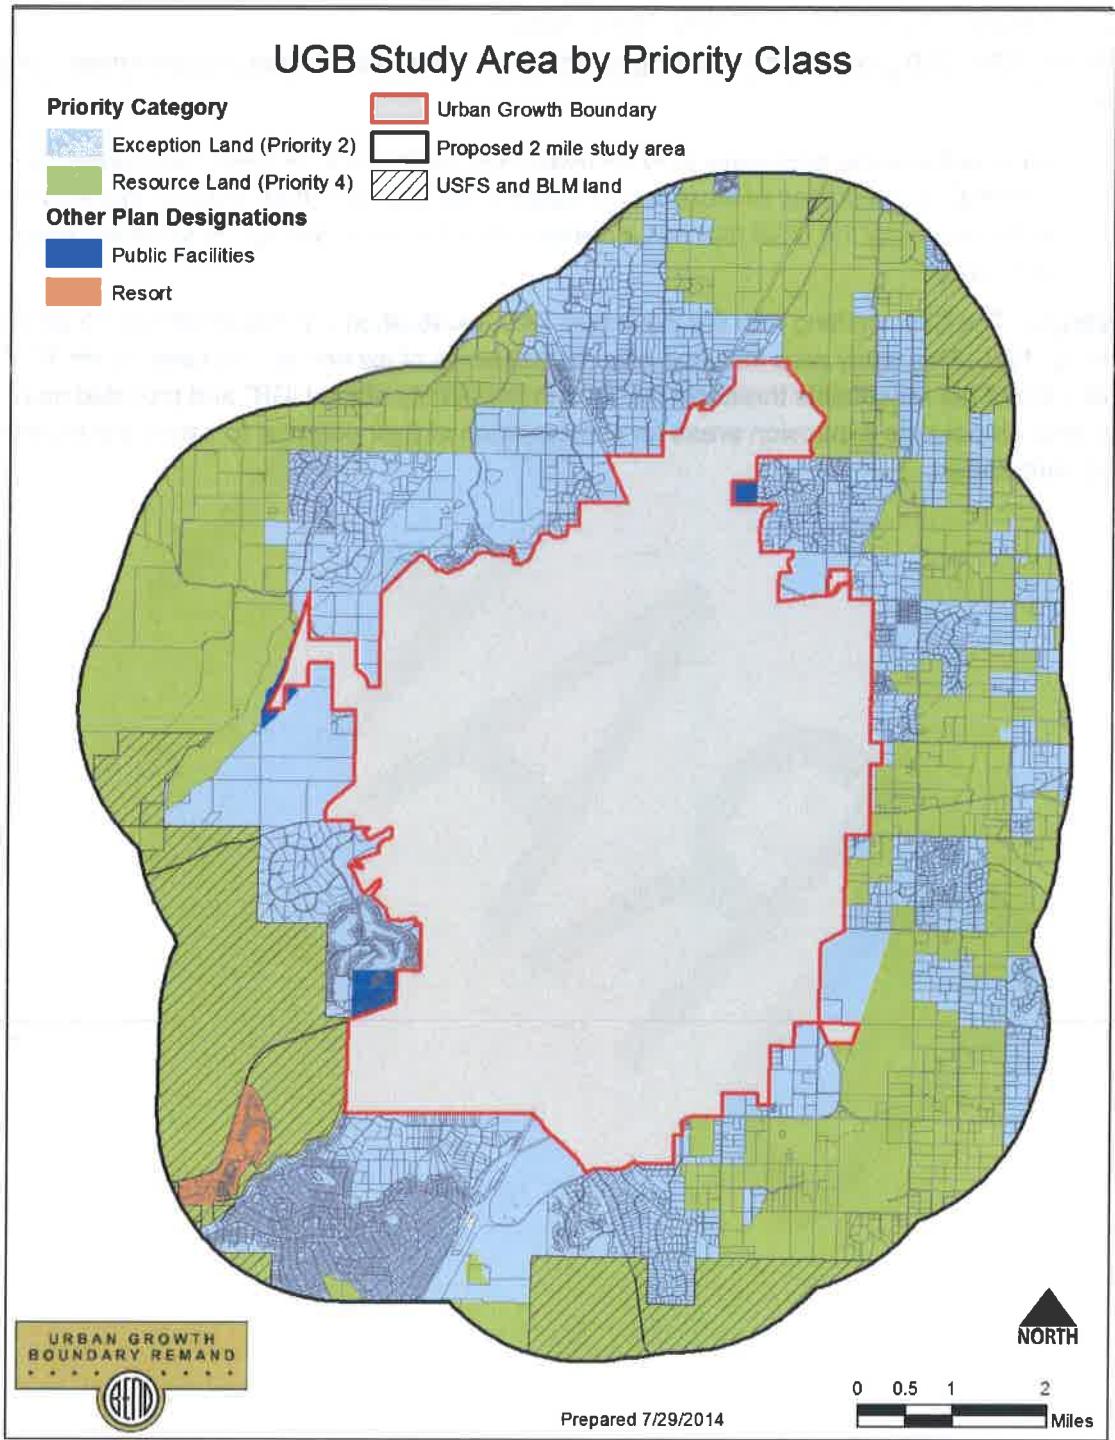 UGB Study Area by Priority Class
Priority Category
Exception Land (Priority 2)
Resource Land (Priority 4)
Other Plan Designations
Public Facilities
Resort
Urban Growth Boundary
Proposed 2 mile study area
USFS and BLM land
URBAN GROWTH
BOUNDARY REMAND
BEND
Prepared 7/29/2014
NORTH
0 0.5 1 2
Miles